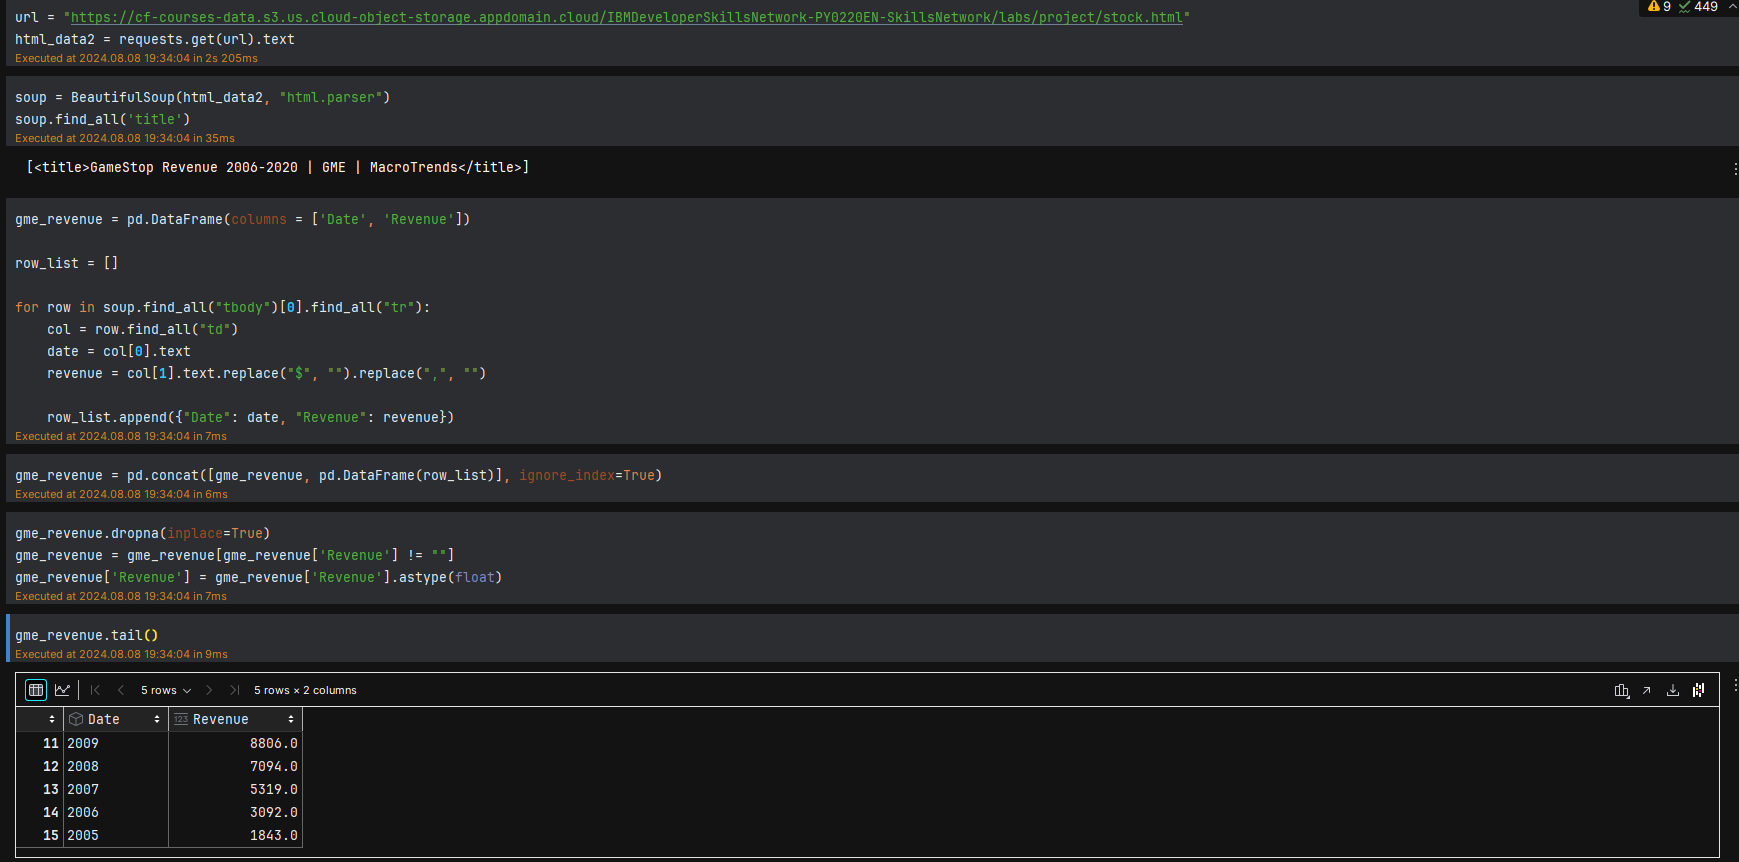 url = "https://cf-courses-data.s3.us.cloud-object-storage.appdomain.cloud/IBMDeveloperSkillsNetwork-PY0220EN-SkillsNetwork/labs/project/stock.html"
9 449
html_data2 = requests.get(url).text
Executed at 2024.08.08 19:34:04 in 2s 205ms
soup = BeautifulSoup(html_data2, "html.parser")
soup.find_all('title')
Executed at 2024.08.08 19:34:04 in 35ms
[<title>GameStop Revenue 2006-2020 | GME | MacroTrends</title>]
gme_revenue = pd.DataFrame(columns = ['Date', 'Revenue'])
row_list = []
for row in soup.find_all("tbody")[0].find_all("tr"):
    col = row.find_all("td")
    date = col[0].text
    revenue = col[1].text.replace("$", "").replace(",", "")
    row_list.append({"Date": date, "Revenue": revenue})
Executed at 2024.08.08 19:34:04 in 7ms
gme_revenue = pd.concat([gme_revenue, pd.DataFrame(row_list)], ignore_index=True)
Executed at 2024.08.08 19:34:04 in 6ms
gme_revenue.dropna(inplace=True)
gme_revenue = gme_revenue[gme_revenue['Revenue'] != ""]
gme_revenue['Revenue'] = gme_revenue['Revenue'].astype(float)
Executed at 2024.08.08 19:34:04 in 7ms
gme_revenue.tail()
Executed at 2024.08.08 19:34:04 in 9ms
5 rows 5 rows × 2 columns
Date 123 Revenue
11 2009 8806.0
12 2008 7094.0
13 2007 5319.0
14 2006 3092.0
15 2005 1843.0